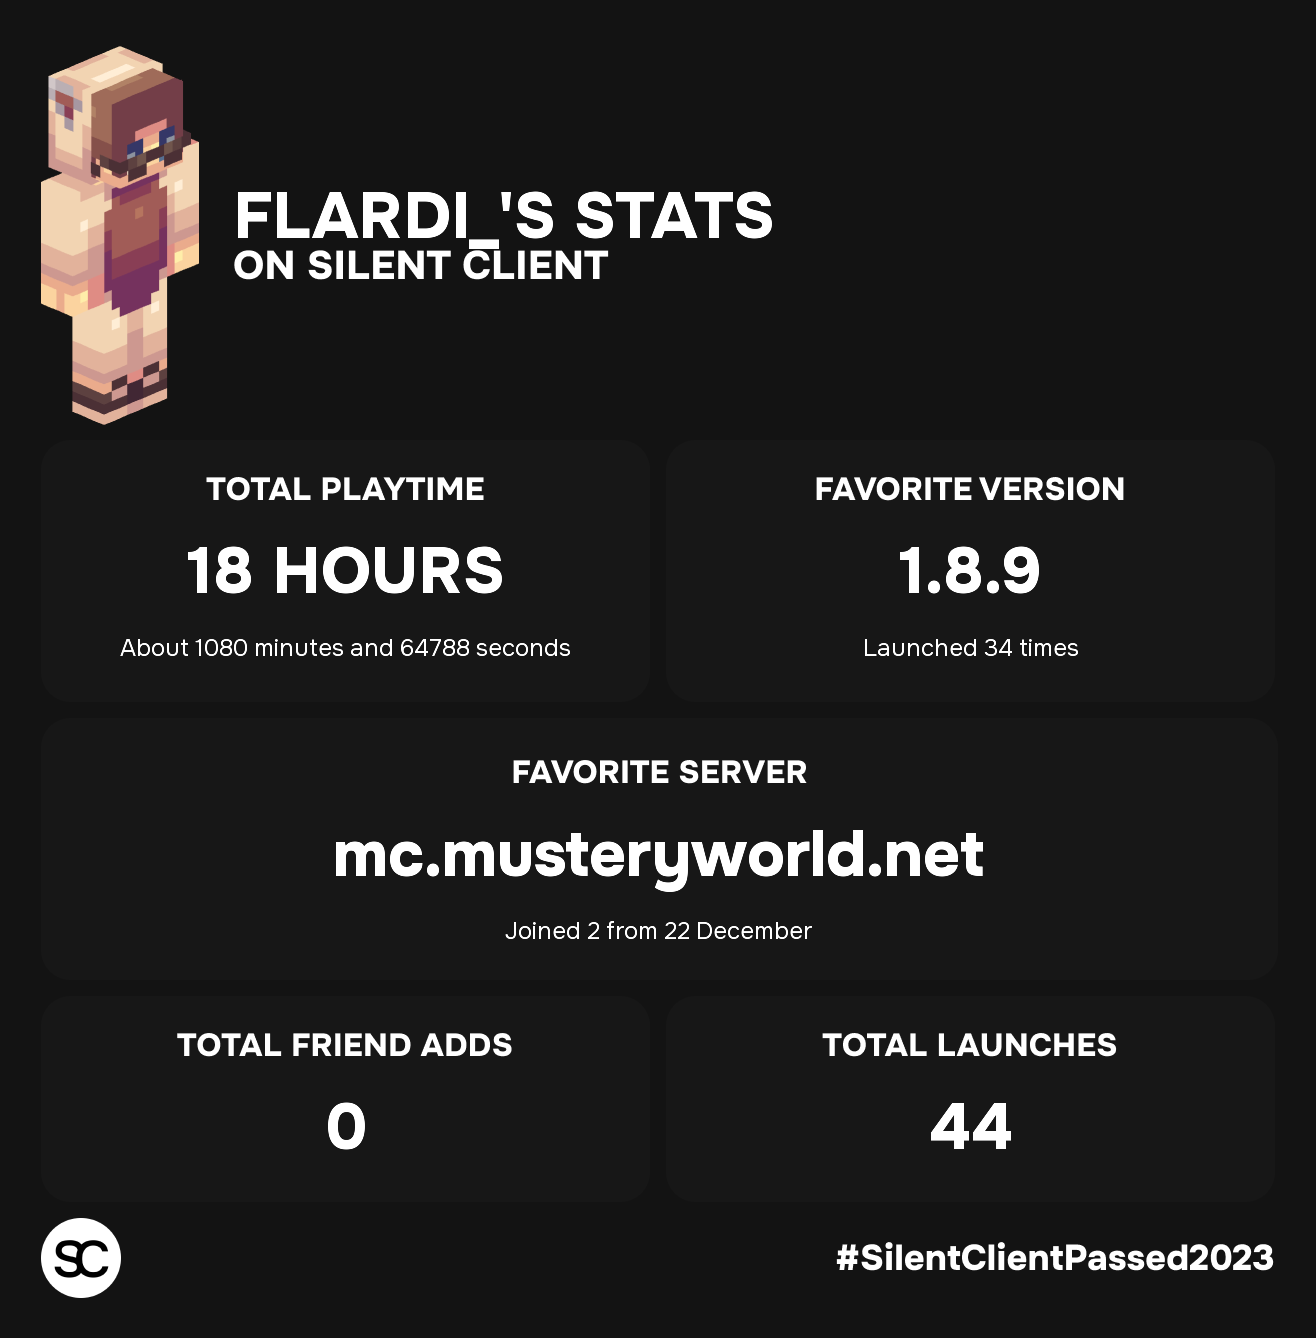 FLARDI_'S STATS
ON SILENT CLIENT
TOTAL PLAYTIME
18 HOURS
About 1080 minutes and 64788 seconds
FAVORITE VERSION
1.8.9
Launched 34 times
FAVORITE SERVER
mc.musteryworld.net
Joined 2 from 22 December
TOTAL FRIEND ADDS
0
TOTAL LAUNCHES
44
SC
#SilentClientPassed2023